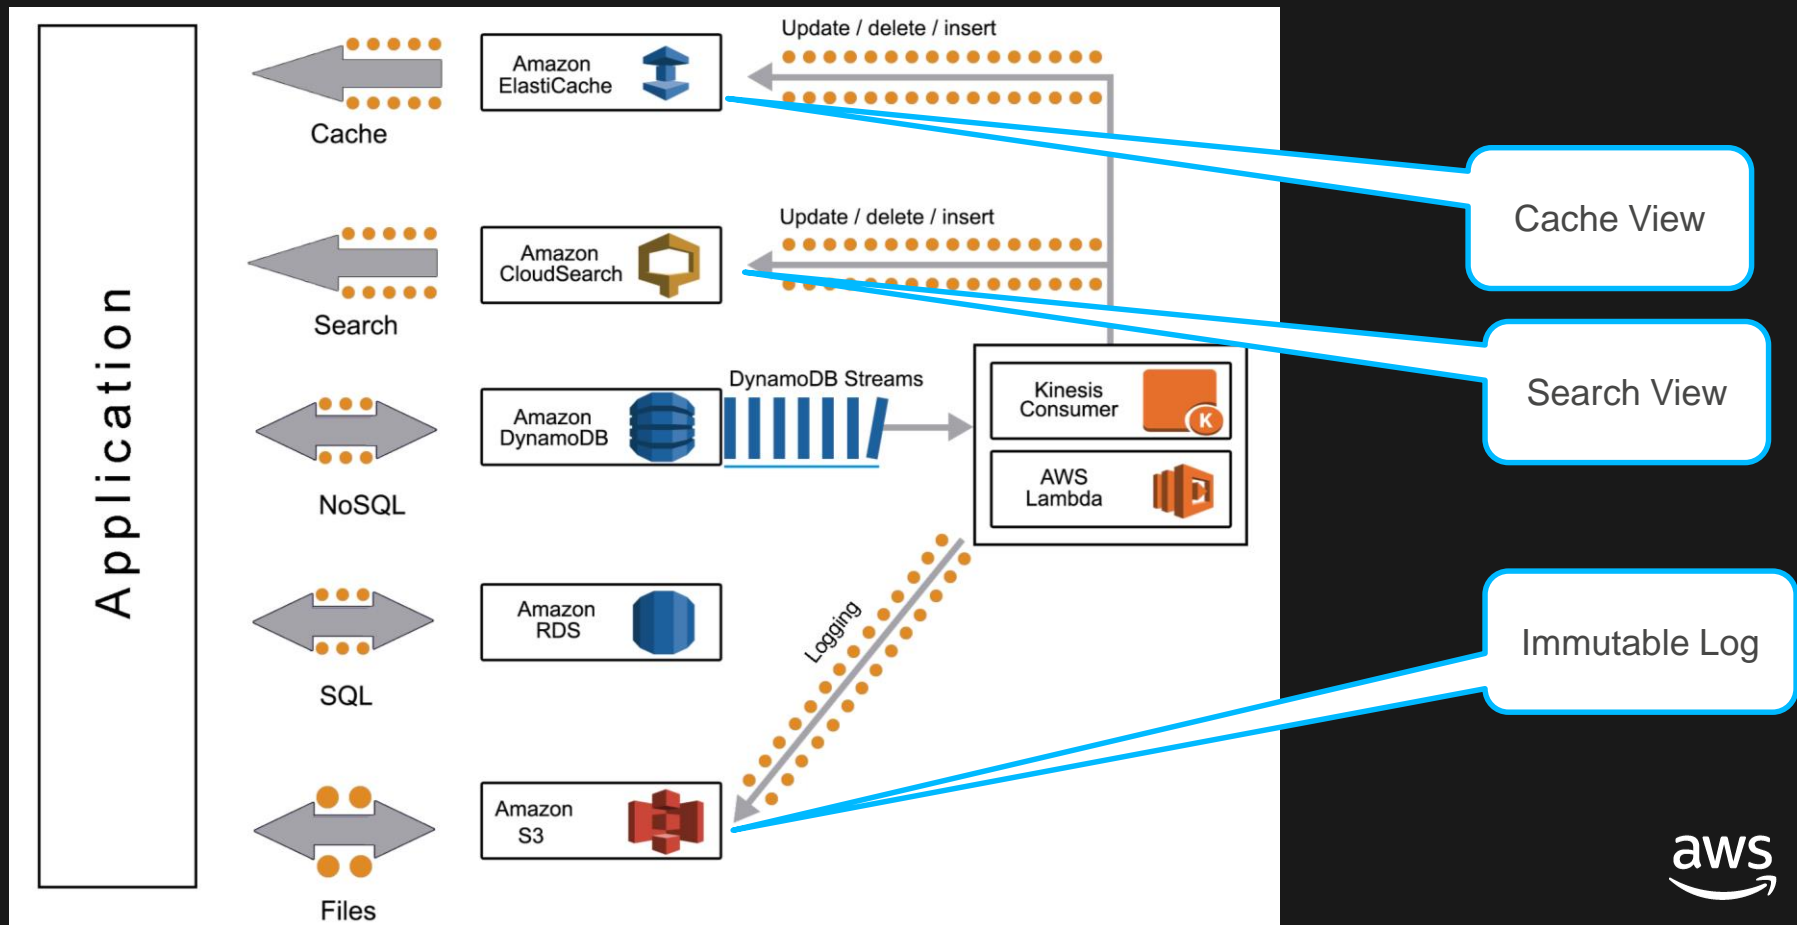 Application
Update / delete / insert
Amazon
ElastiCache
Cache
Cache View
Update / delete / insert
Amazon
CloudSearch
Search
Search View
DynamoDB Streams
Amazon
DynamoDB
NoSQL
Kinesis
Consumer
K
AWS
Lambda
Amazon
RDS
SQL
Logging
Immutable Log
Amazon
S3
Files
aws